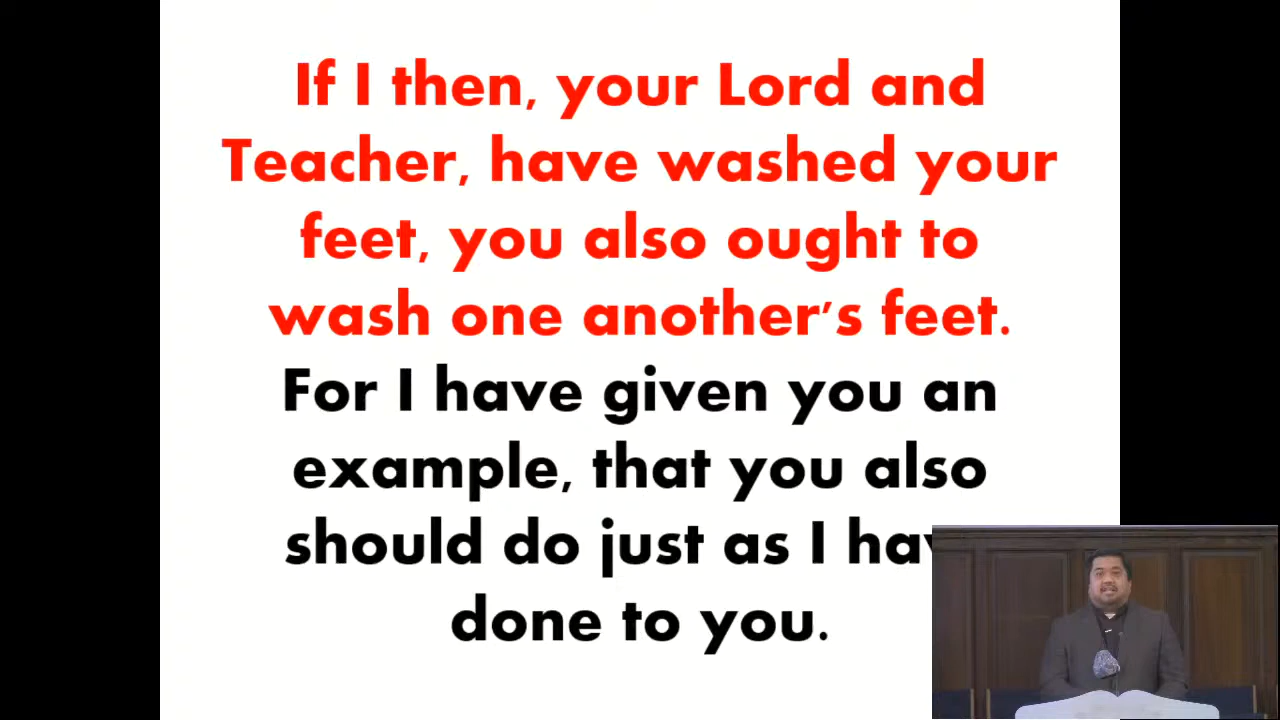 If I then, your Lord and
Teacher, have washed your
feet, you also ought to
wash one another's feet.
For I have given you an
example, that you also
should do just as I hav
done to you.